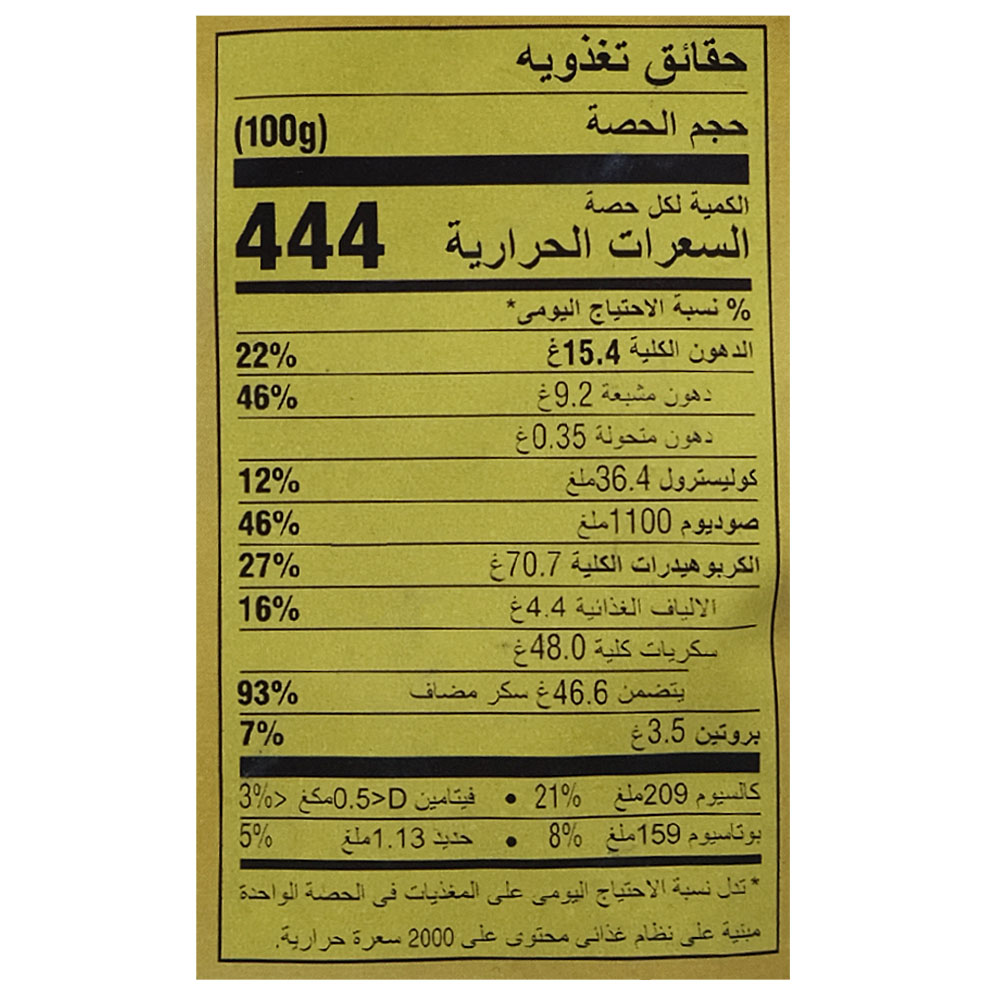 حقائق تغذويه
حجم الحصة (100g)
الكمية لكل حصة
السعرات الحرارية 444
% نسبة الاحتياج اليومى*
الدهون الكلية 15.4غ 22%
دهون مشبعة 9.2غ 46%
دهون متحولة 0.35غ
كوليسترول 36.4ملغ 12%
صوديوم 1100ملغ 46%
الكربوهيدرات الكلية 70.7غ 27%
الالياف الغذائية 4.4غ 16%
سكريات كلية 48.0غ
يتضمن 46.6غ سكر مضاف 93%
بروتين 3.5غ 7%
كالسيوم 209ملغ 21% • فيتامين D<0.5مكغ <3%
بوتاسيوم 159ملغ 8% • حديد 1.13ملغ 5%
*تدل نسبة الاحتياج اليومى على المغذيات فى الحصة الواحدة
مبنية على نظام غذائى محتوى على 2000 سعرة حرارية.